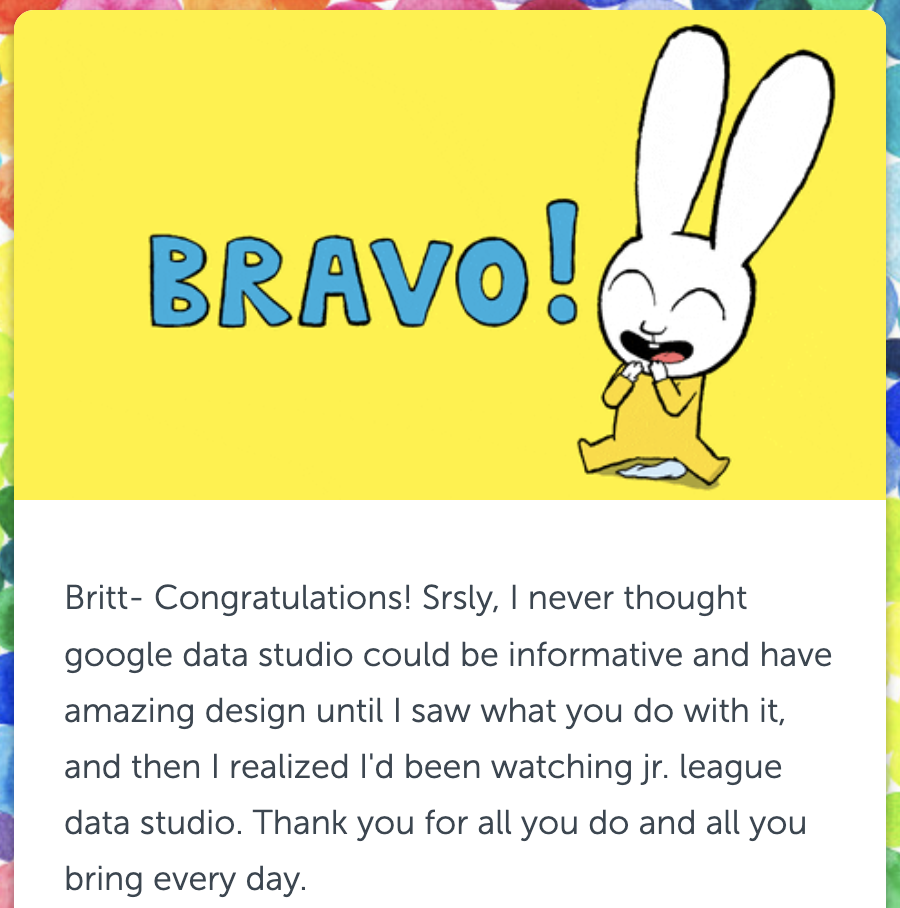 BRAVO!
Britt- Congratulations! Srsly, I never thought
google data studio could be informative and have
amazing design until I saw what you do with it,
and then I realized I'd been watching jr. league
data studio. Thank you for all you do and all you
bring every day.